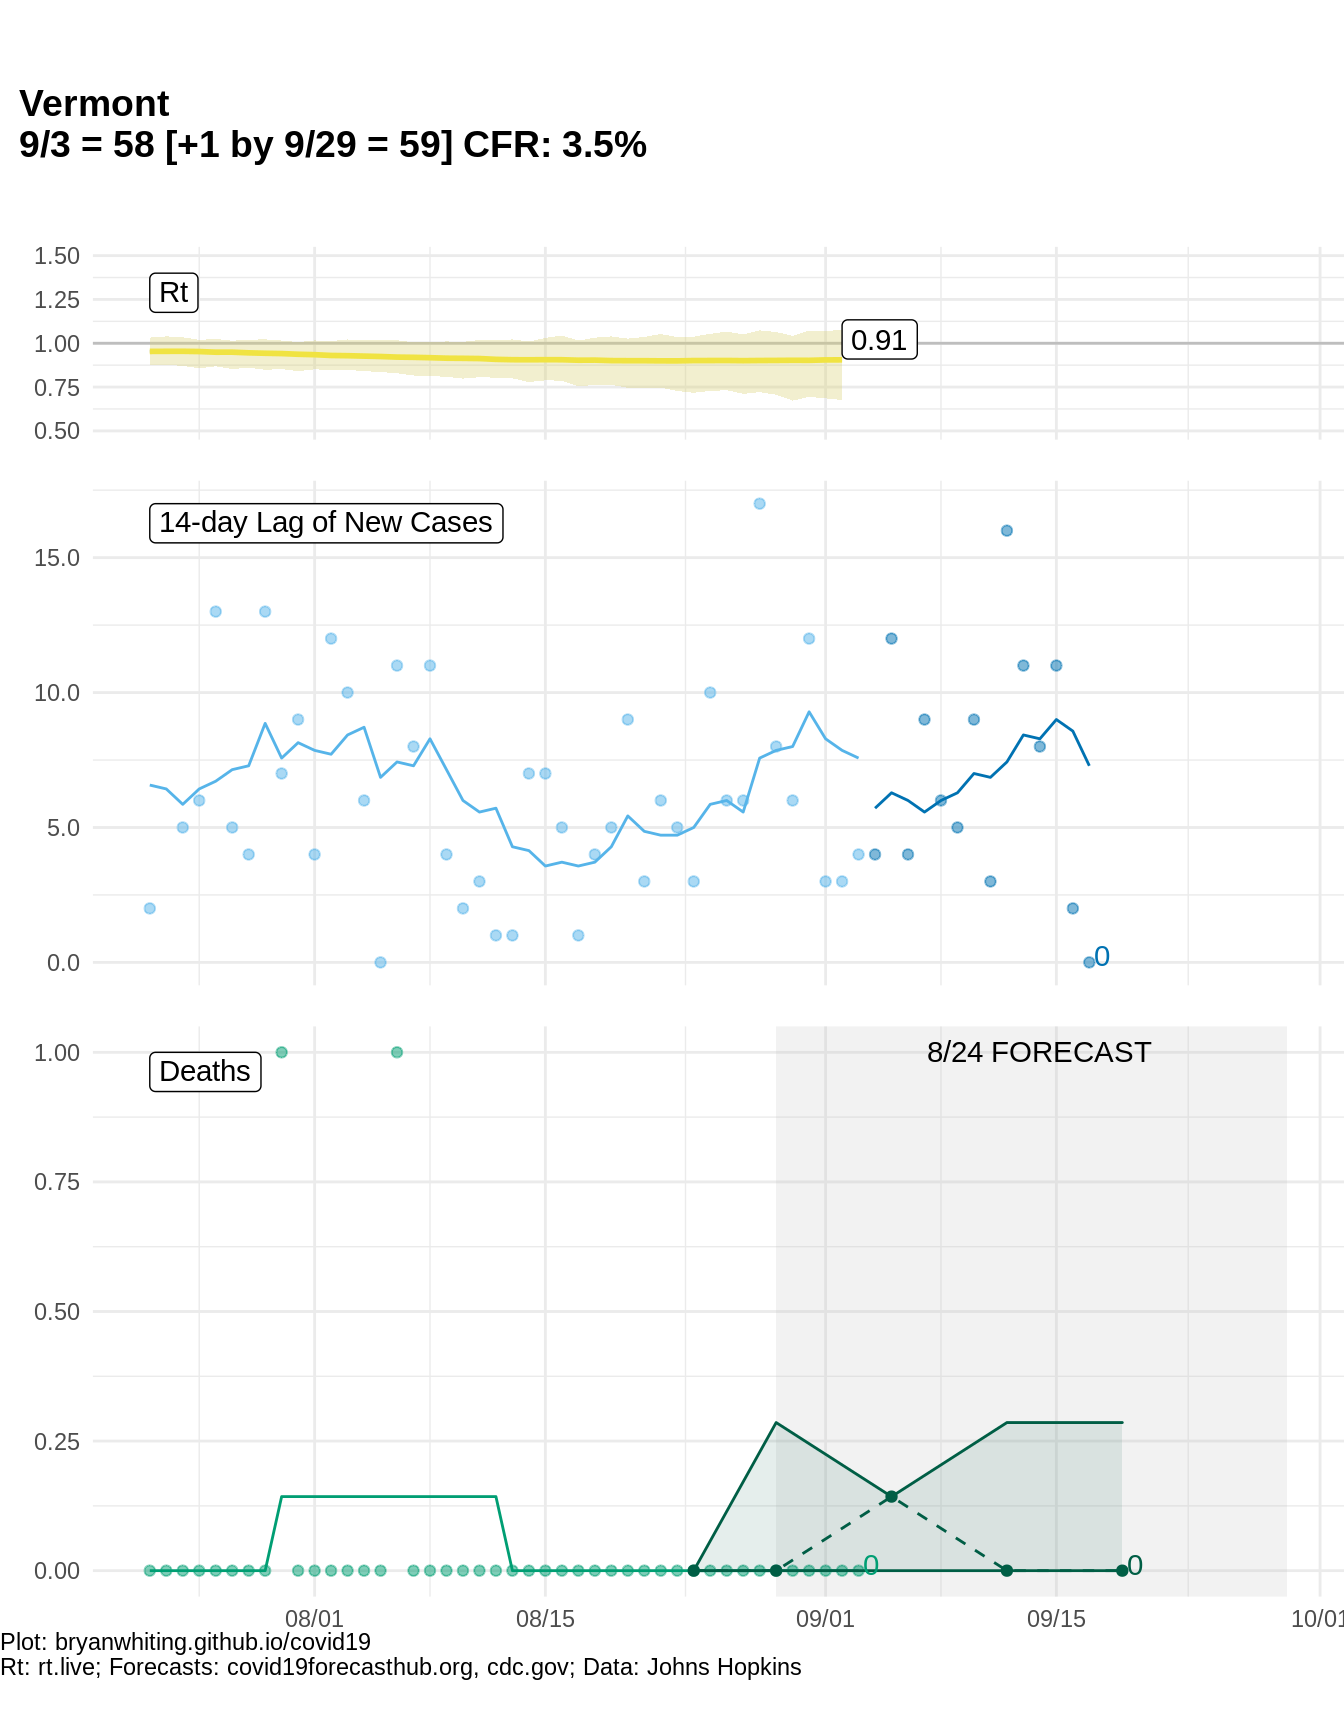 Vermont
9/3 = 58 [+1 by 9/29 = 59] CFR: 3.5%
1.50
Rt
1.25
0.91
1.00
0.75
0.50
14-day Lag of New Cases
15.0
10.0
5.0
0.0
0
8/24 FORECAST
1.00
Deaths
0.75
0.50
0.25
0.00
0
0
08/01
08/15
09/01
09/15
10/01
Plot: bryanwhiting.github.io/covid19
Rt: rt.live; Forecasts: covid19forecasthub.org, cdc.gov; Data: Johns Hopkins